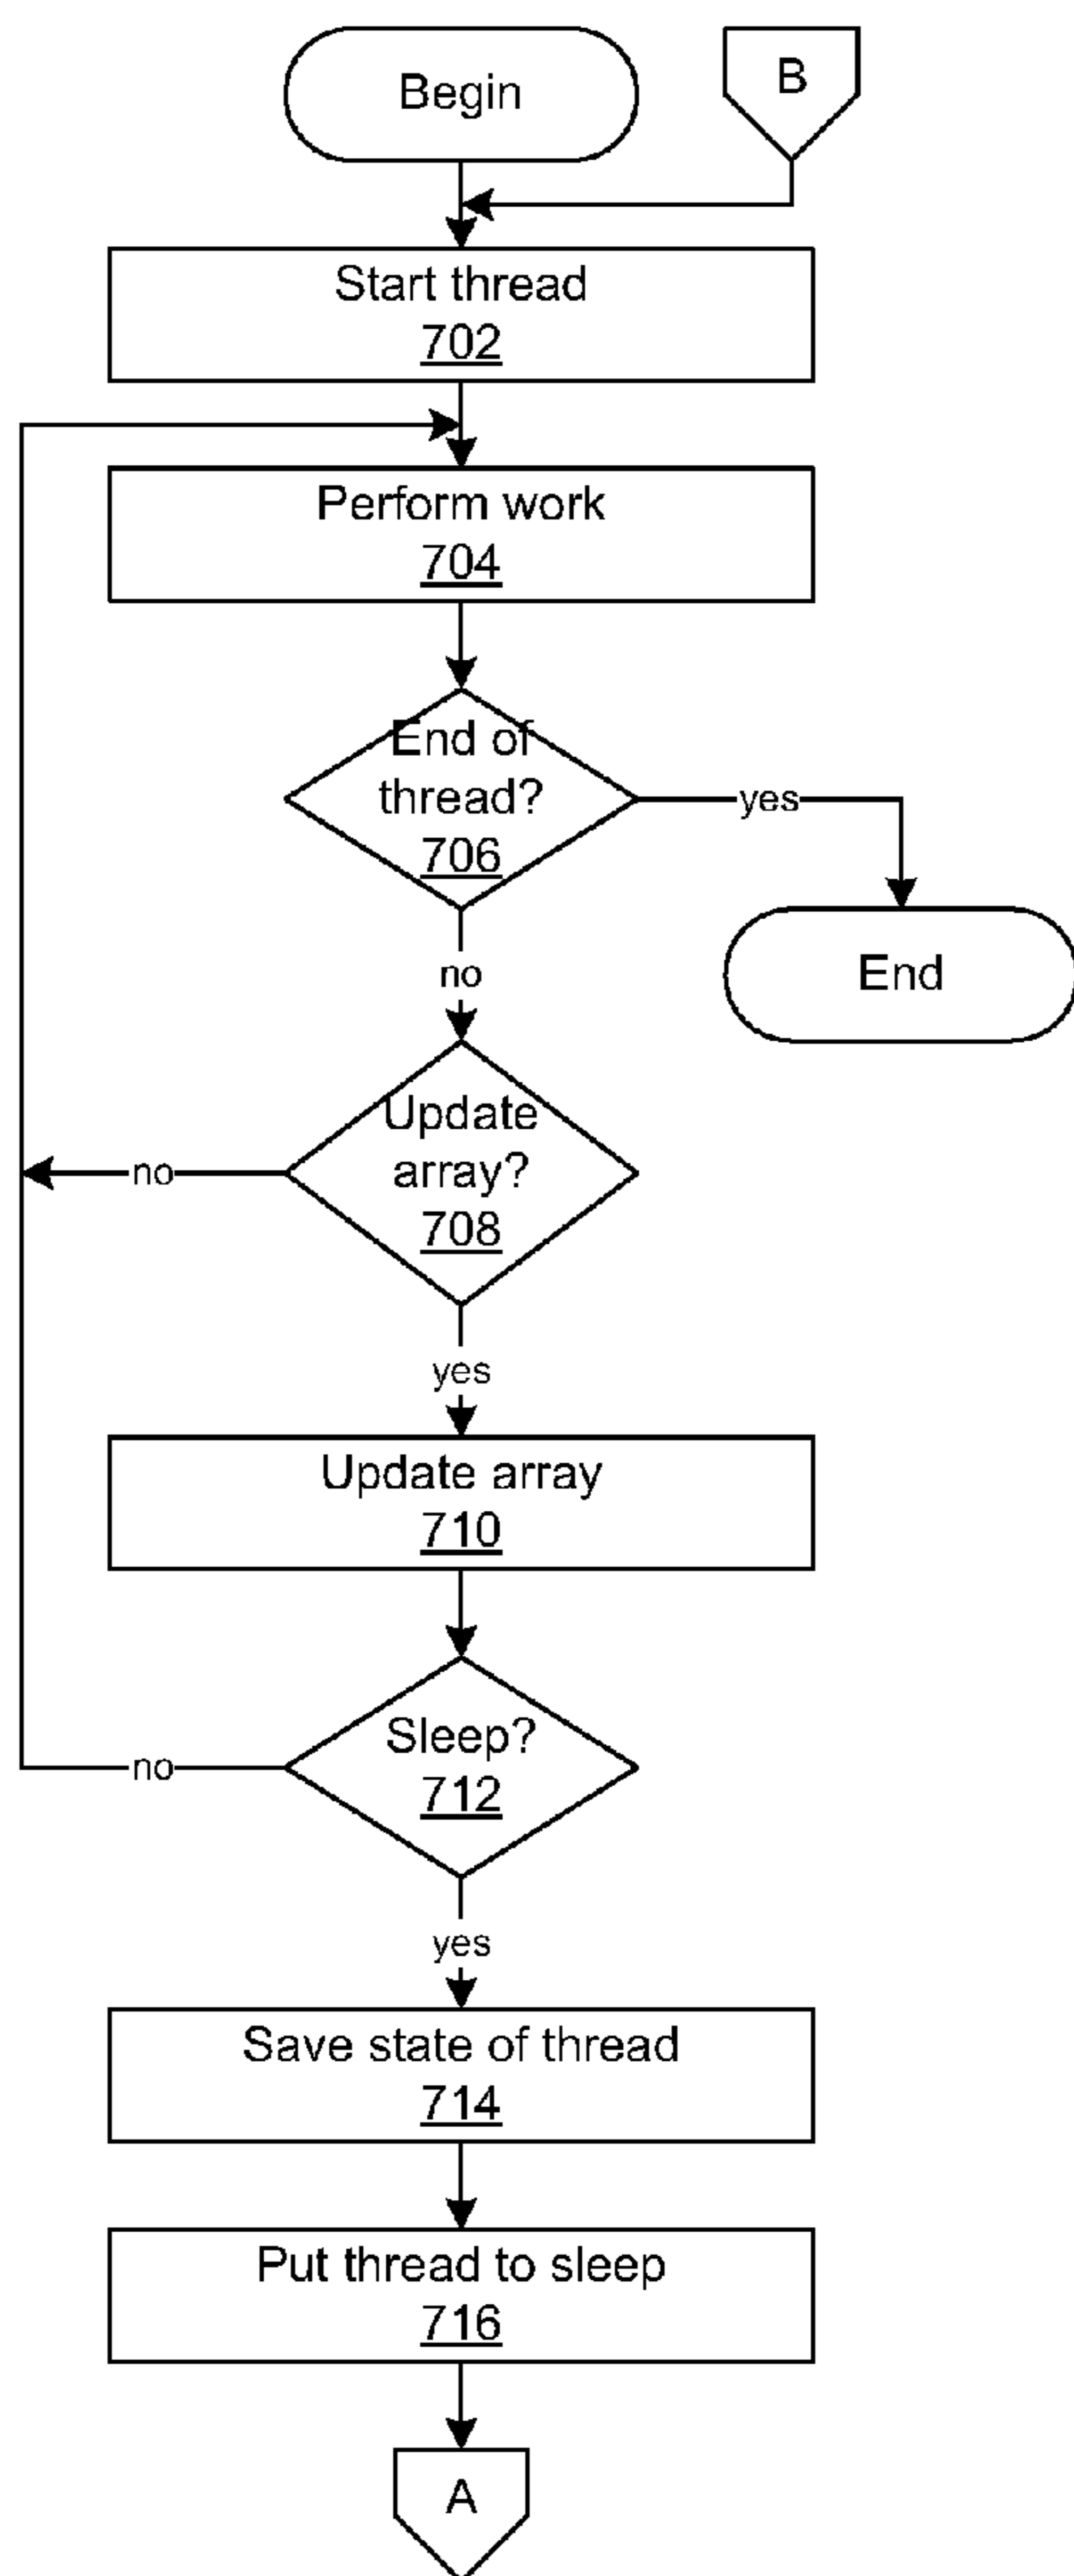 Begin
B
Start thread
702
Perform work
704
End of
thread?
706
yes
no
End
Update
array?
708
no
yes
Update array
710
Sleep?
712
no
yes
Save state of thread
714
Put thread to sleep
716
A